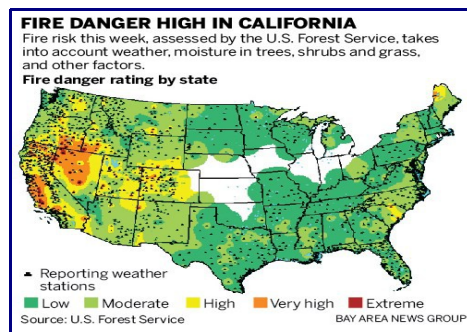 FIRE DANGER HIGH IN CALIFORNIA
Fire risk this week, assessed by the U.S. Forest Service, takes
into account weather, moisture in trees, shrubs and grass,
and other factors.
Fire danger rating by state
Reporting weather
stations
Low Moderate High Very high Extreme
Source: U.S. Forest Service BAY AREA NEWS GROUP